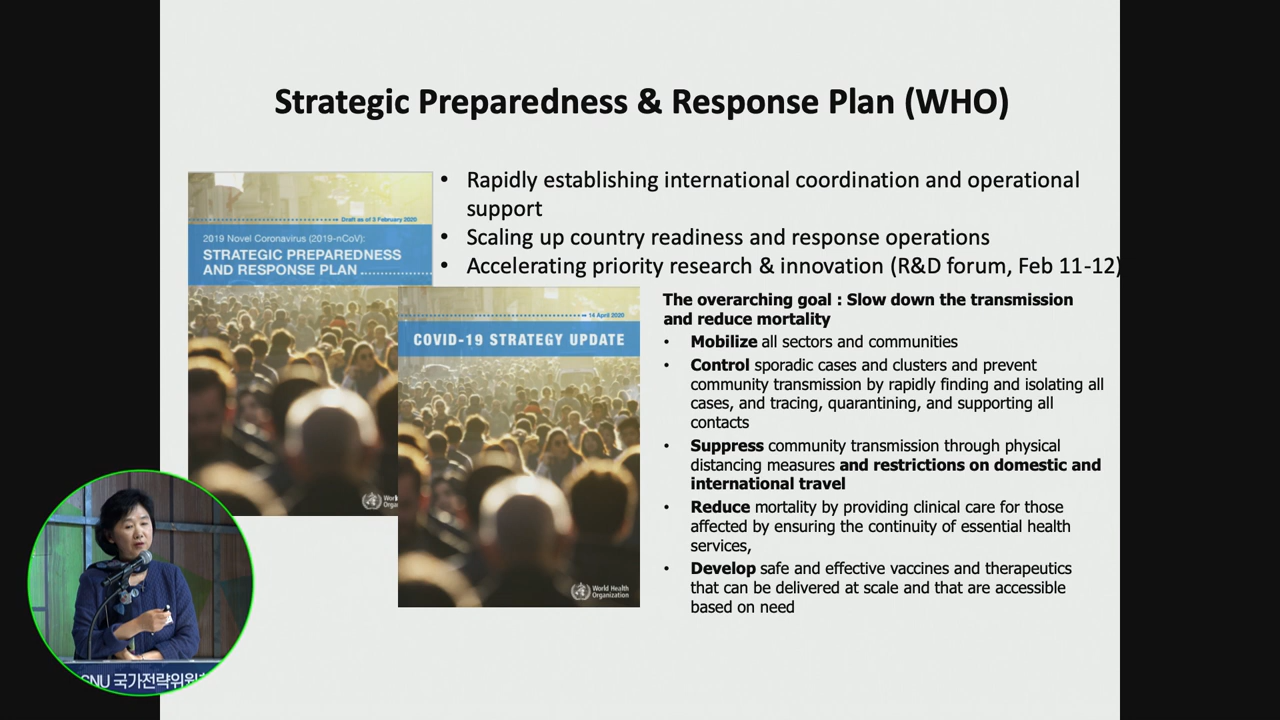 Strategic Preparedness & Response Plan (WHO)
• Rapidly establishing international coordination and operational
support
• Scaling up country readiness and response operations
• Accelerating priority research & innovation (R&D forum, Feb 11-12)
Draft as of 3 February 2020
2019 Novel Coronavirus (2019-nCoV):
STRATEGIC PREPAREDNESS
AND RESPONSE PLAN
14 April 2020
COVID-19 STRATEGY UPDATE
World Health
Organization
The overarching goal : Slow down the transmission
and reduce mortality
• Mobilize all sectors and communities
• Control sporadic cases and clusters and prevent
community transmission by rapidly finding and isolating all
cases, and tracing, quarantining, and supporting all
contacts
• Suppress community transmission through physical
distancing measures and restrictions on domestic and
international travel
• Reduce mortality by providing clinical care for those
affected by ensuring the continuity of essential health
services,
• Develop safe and effective vaccines and therapeutics
that can be delivered at scale and that are accessible
based on need
국가전략위원